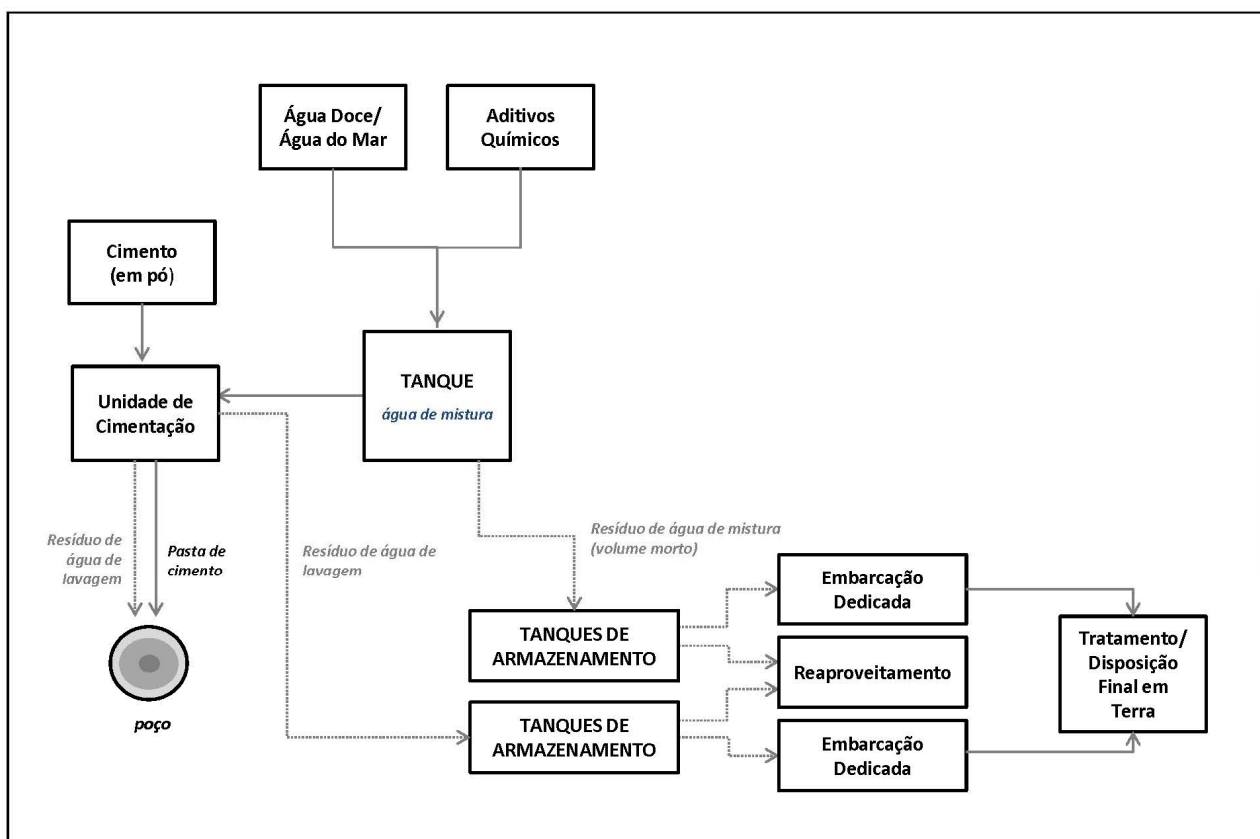 Água Doce/
Água do Mar
Aditivos
Químicos
Cimento
(em pó)
TANQUE
água de mistura
Unidade de
Cimentação
Resíduo de
água de
lavagem
Pasta de
cimento
Resíduo de água de
lavagem
Resíduo de água de mistura
(volume morto)
poço
TANQUES DE
ARMAZENAMENTO
TANQUES DE
ARMAZENAMENTO
Embarcação
Dedicada
Reaproveitamento
Embarcação
Dedicada
Tratamento/
Disposição
Final em
Terra